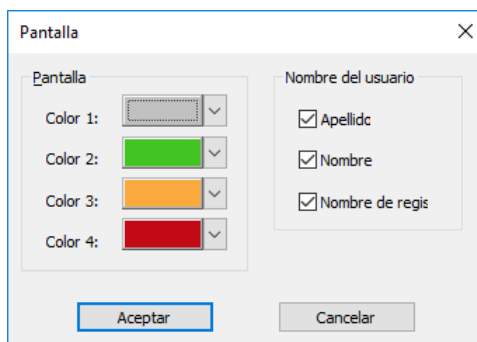 Pantalla
Pantalla
Color 1:
Color 2:
Color 3:
Color 4:
Nombre del usuario
Apellido
Nombre
Nombre de regis
Aceptar
Cancelar